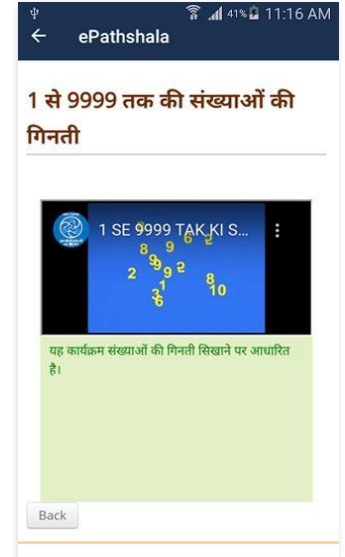 41% 11:16 AM
ePathshala
1 से 9999 तक की संख्याओं की
गिनती
1 SE 9999 TAK KI S...
8 9 6 2
9
2 9 9 2
1 8
3 10
6
यह कार्यक्रम संख्याओं की गिनती सिखाने पर आधारित
है।
Back